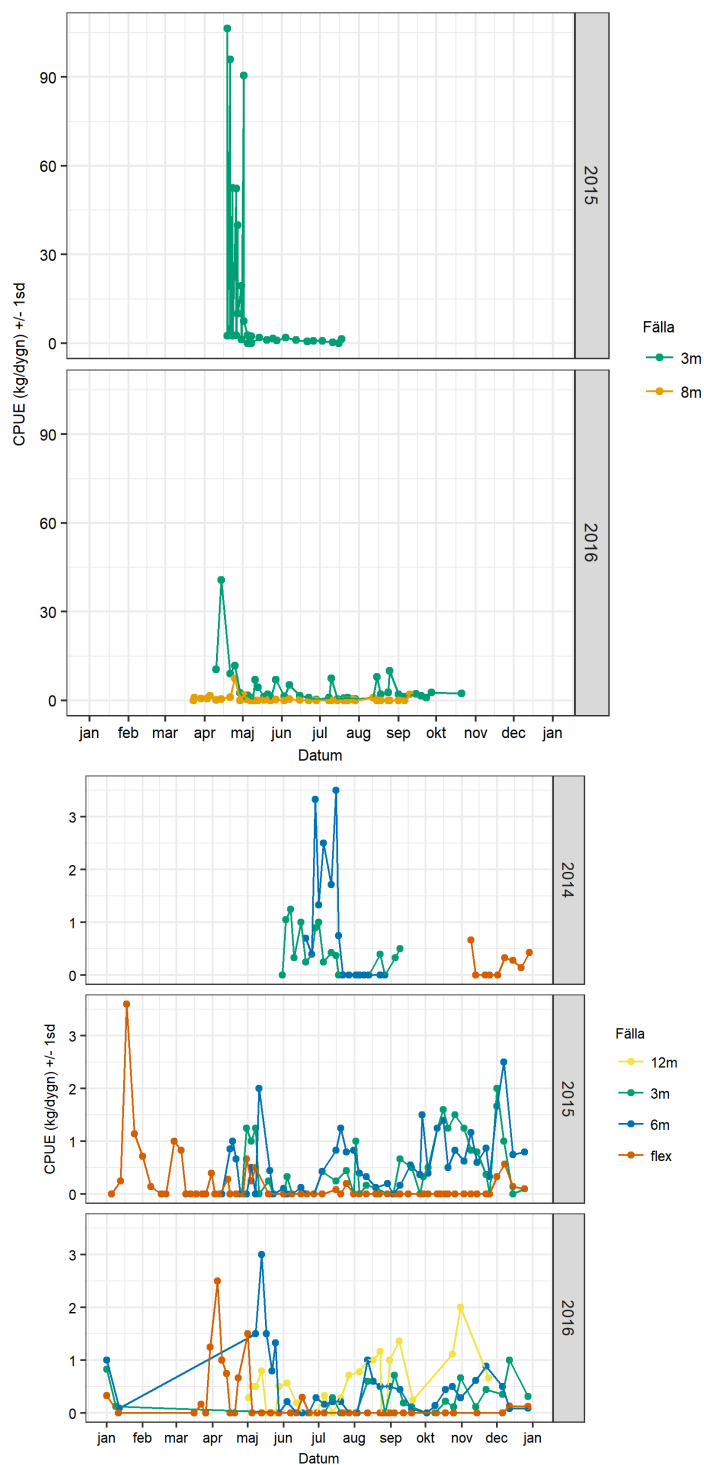 90
60
30
0
2015
90
60
30
0
2016
CPUE (kg/dygn) +/- 1sd
jan feb mar apr maj jun jul aug sep okt nov dec jan
Datum
Fälla
3m
8m
3
2
1
0
2014
3
2
1
0
2015
3
2
1
0
2016
CPUE (kg/dygn) +/- 1sd
jan feb mar apr maj jun jul aug sep okt nov dec jan
Datum
Fälla
12m
3m
6m
flex